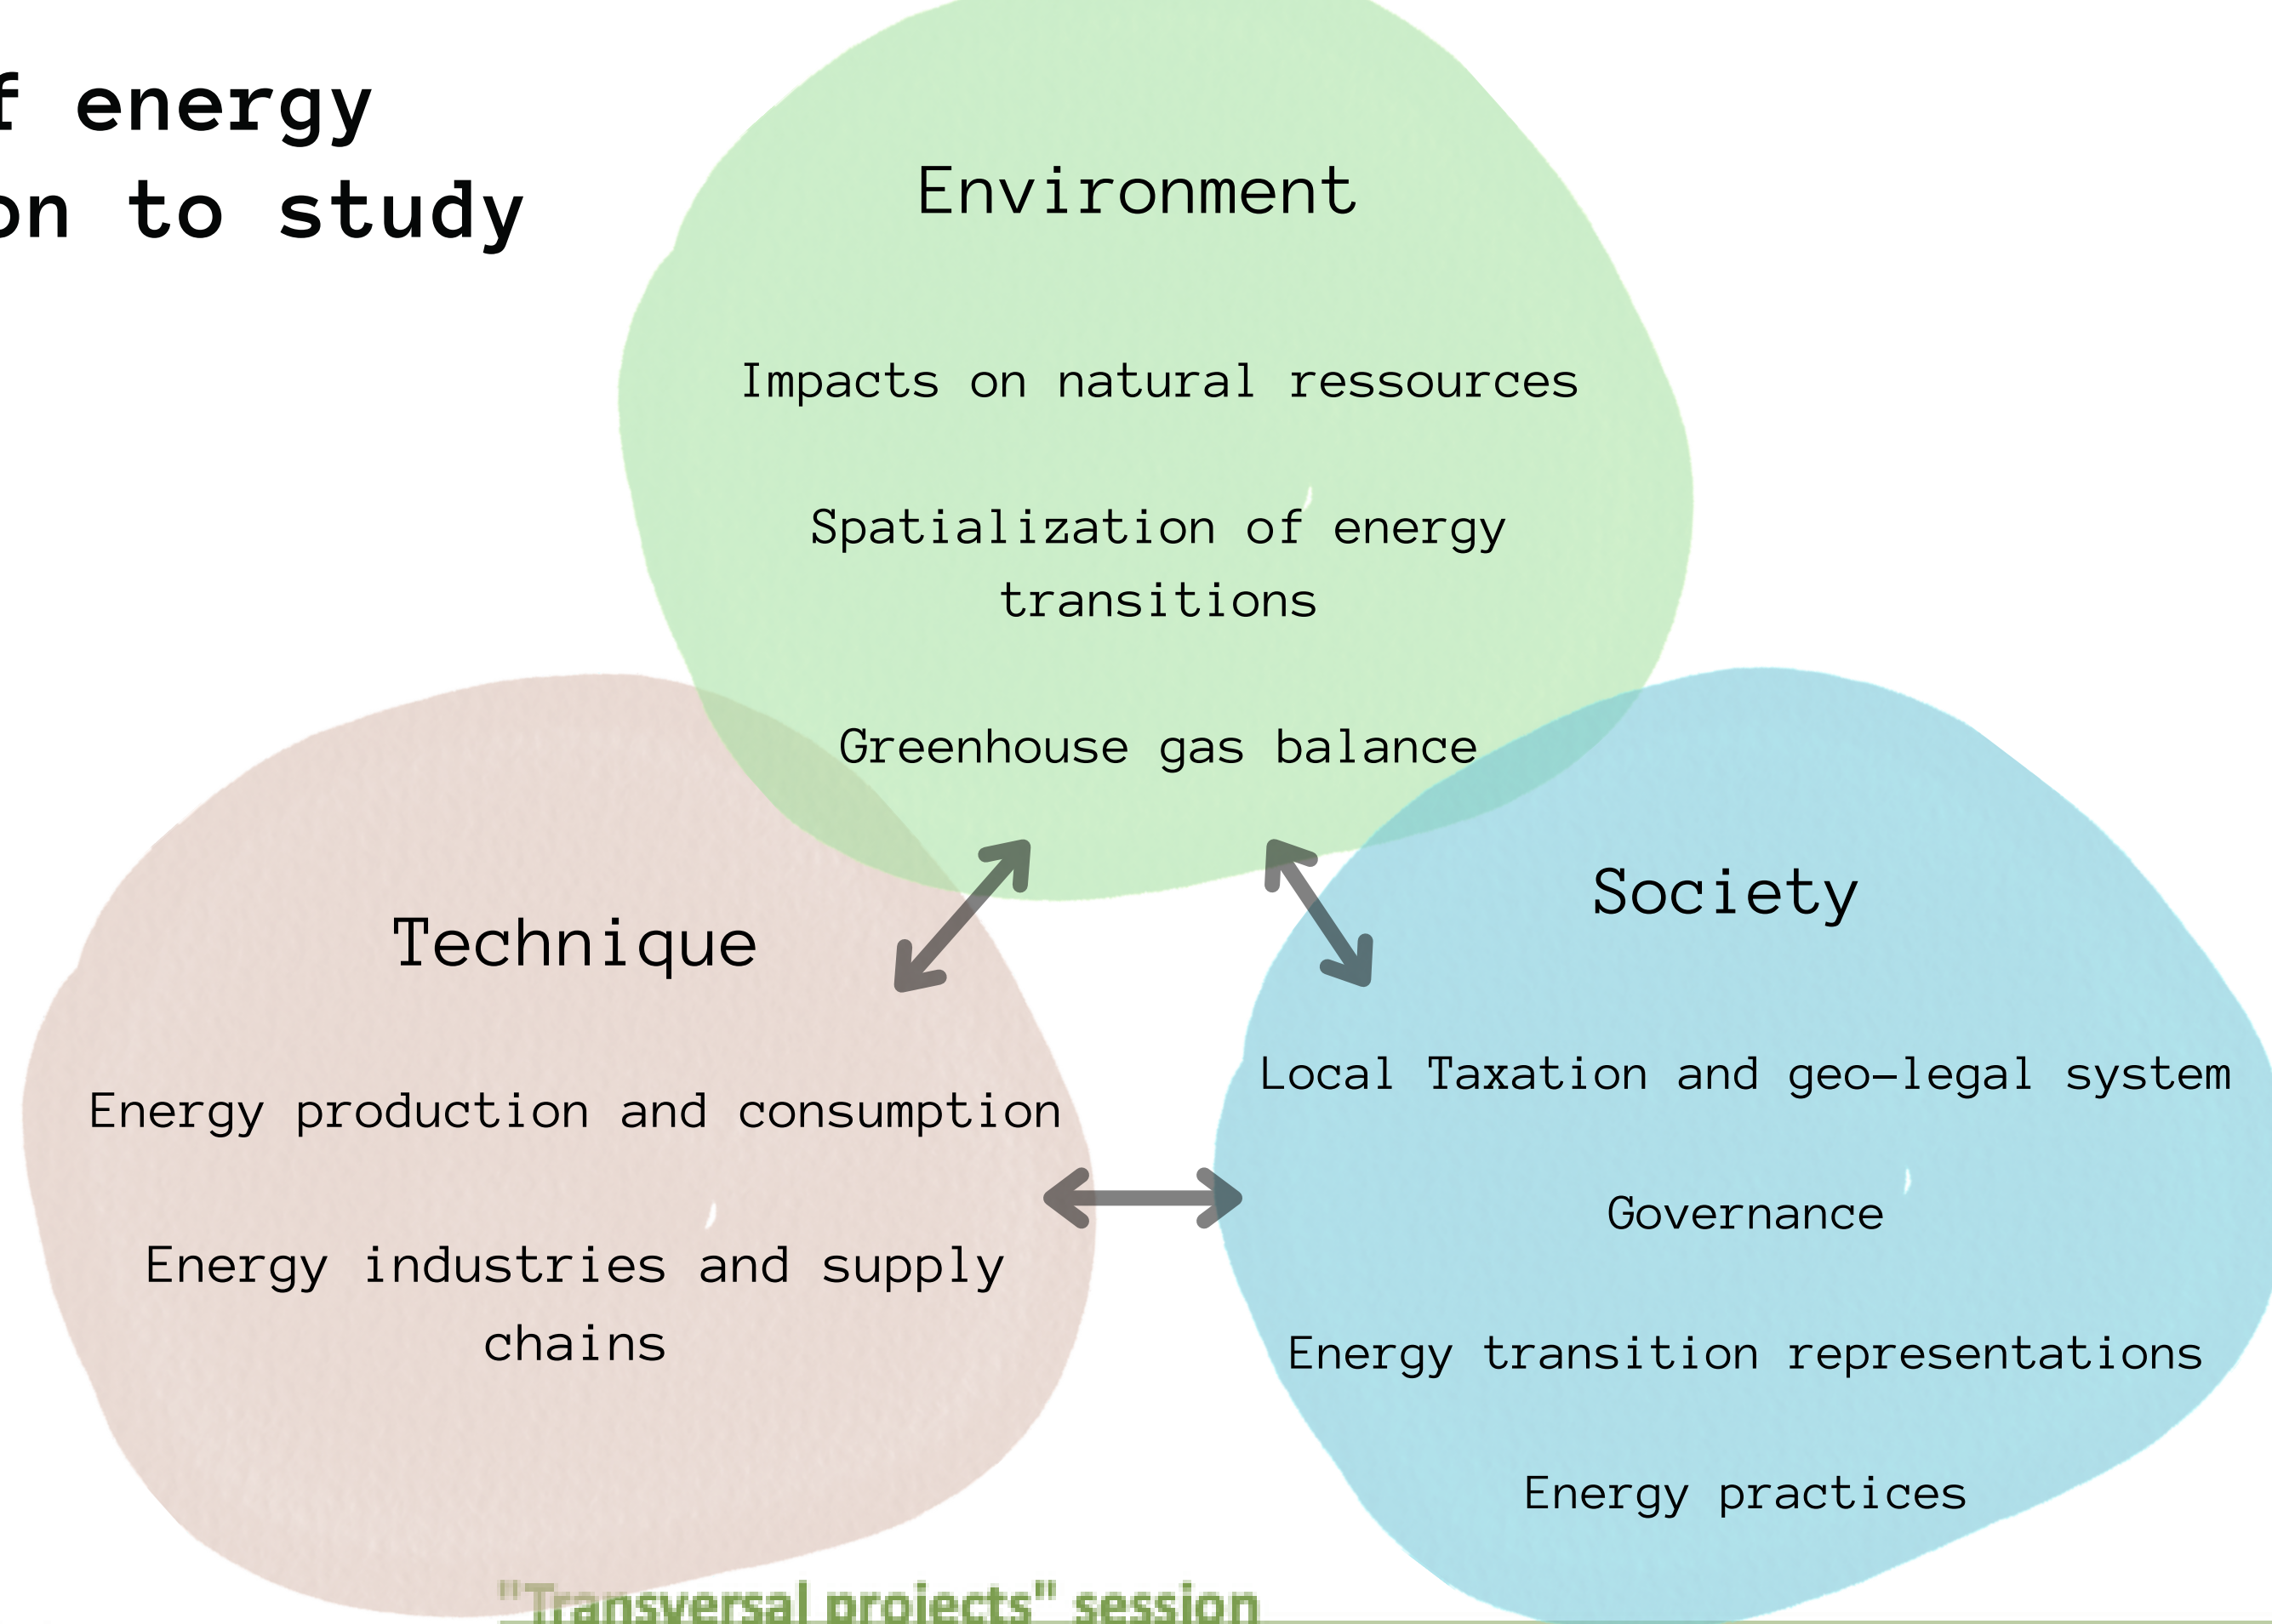 energy
to study
Environment
Impacts on natural ressources
Spatialization of energy
transitions
Greenhouse gas balance
Technique
Energy production and consumption
Energy industries and supply
chains
Society
Local Taxation and geo-legal system
Governance
Energy transition representations
Energy practices
"Transversal projects" session